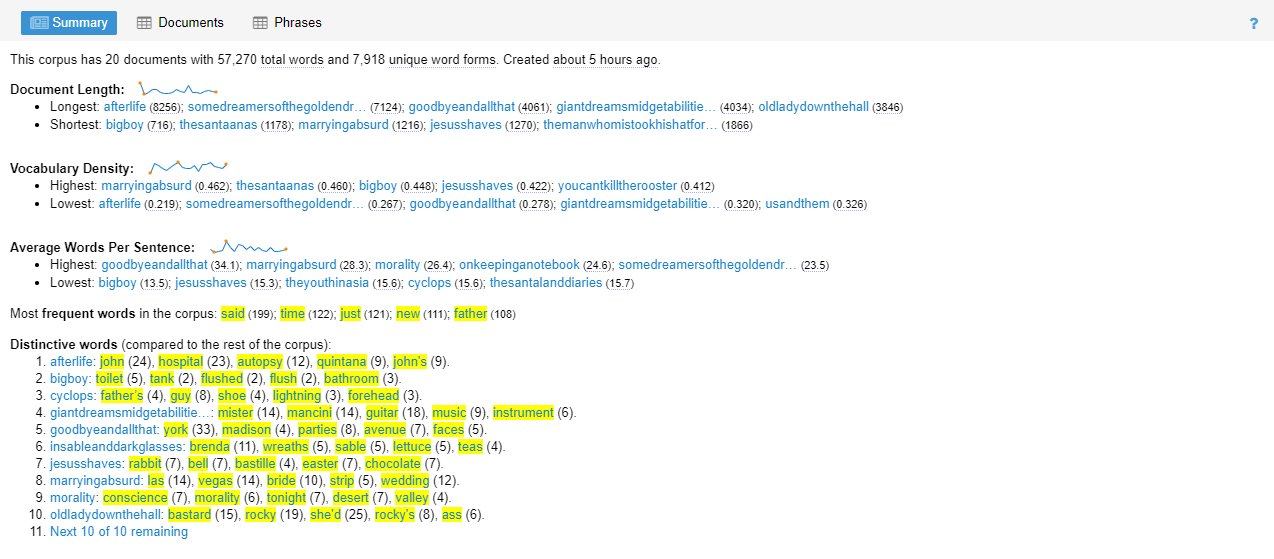 Summary Documents Phrases ?
This corpus has 20 documents with 57,270 total words and 7,918 unique word forms. Created about 5 hours ago.
Document Length:
• Longest: afterlife (8256); somedreamersofthegoldendr… (7124); goodbyeandallthat (4061); giantdreamsmidgetabilitie… (4034); oldladydownthehall (3846)
• Shortest: bigboy (716); thesantaanas (1178); marryingabsurd (1216); jesusshaves (1270); themanwhomistookhishatfor… (1866)
Vocabulary Density:
• Highest: marryingabsurd (0.462); thesantaanas (0.460); bigboy (0.448); jesusshaves (0.422); youcantkilltherooster (0.412)
• Lowest: afterlife (0.219); somedreamersofthegoldendr… (0.267); goodbyeandallthat (0.278); giantdreamsmidgetabilitie… (0.320); usandthem (0.326)
Average Words Per Sentence:
• Highest: goodbyeandallthat (34.1); marryingabsurd (28.3); morality (26.4); onkeepinganotebook (24.6); somedreamersofthegoldendr… (23.5)
• Lowest: bigboy (13.5); jesusshaves (15.3); theyouthinasia (15.6); cyclops (15.6); thesantalanddiaries (15.7)
Most frequent words in the corpus: said (199); time (122); just (121); new (111); father (108)
Distinctive words (compared to the rest of the corpus):
1. afterlife: john (24), hospital (23), autopsy (12), quintana (9), john's (9).
2. bigboy: toilet (5), tank (2), flushed (2), flush (2), bathroom (3).
3. cyclops: father's (4), guy (8), shoe (4), lightning (3), forehead (3).
4. giantdreamsmidgetabilitie…: mister (14), mancini (14), guitar (18), music (9), instrument (6).
5. goodbyeandallthat: york (33), madison (4), parties (8), avenue (7), faces (5).
6. insableanddarkglasses: brenda (11), wreaths (5), sable (5), lettuce (5), teas (4).
7. jesusshaves: rabbit (7), bell (7), bastille (4), easter (7), chocolate (7).
8. marryingabsurd: las (14), vegas (14), bride (10), strip (5), wedding (12).
9. morality: conscience (7), morality (6), tonight (7), desert (7), valley (4).
10. oldladydownthehall: bastard (15), rocky (19), she'd (25), rocky's (8), ass (6).
11. Next 10 of 10 remaining